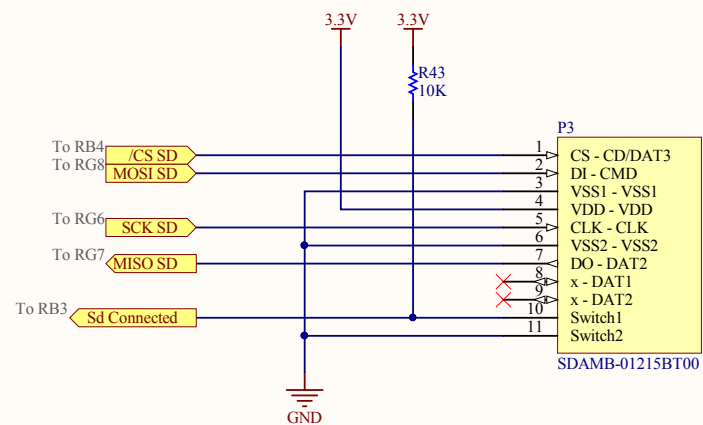 3.3V
3.3V
R43
10K
P3
To RB4
/CS SD
1
CS - CD/DAT3
To RG8
MOSI SD
2
DI - CMD
3
VSS1 - VSS1
4
VDD - VDD
To RG6
SCK SD
5
CLK - CLK
6
VSS2 - VSS2
To RG7
MISO SD
7
DO - DAT2
8
x - DAT1
9
x - DAT2
To RB3
Sd Connected
10
Switch1
11
Switch2
SDAMB-01215BT00
GND